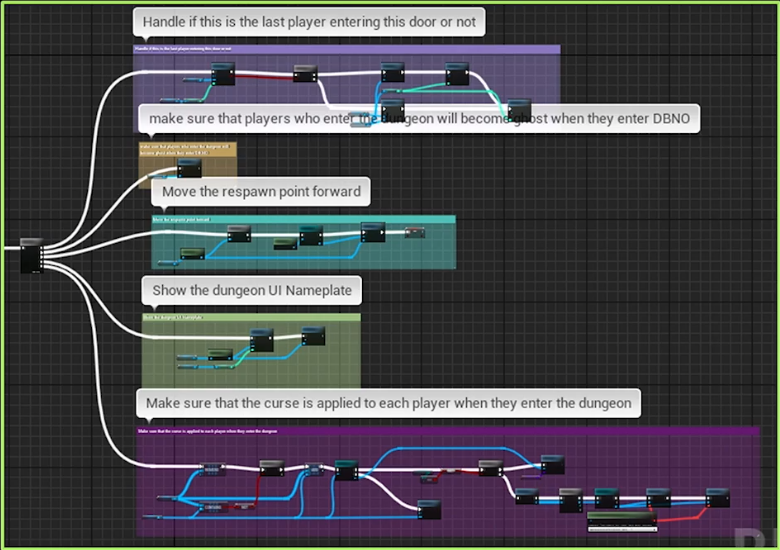 Handle if this is the last player entering this door or not
Handle if this is the last player entering this door or not
make sure that players who enter the dungeon will become ghost when they enter DBNO
make sure that players who enter the dungeon will
become ghost when they enter DBNO
Move the respawn point forward
Move the respawn point forward
Show the dungeon UI Nameplate
Show the dungeon UI Nameplate
Make sure that the curse is applied to each player when they enter the dungeon
Make sure that the curse is applied to each player when they enter the dungeon